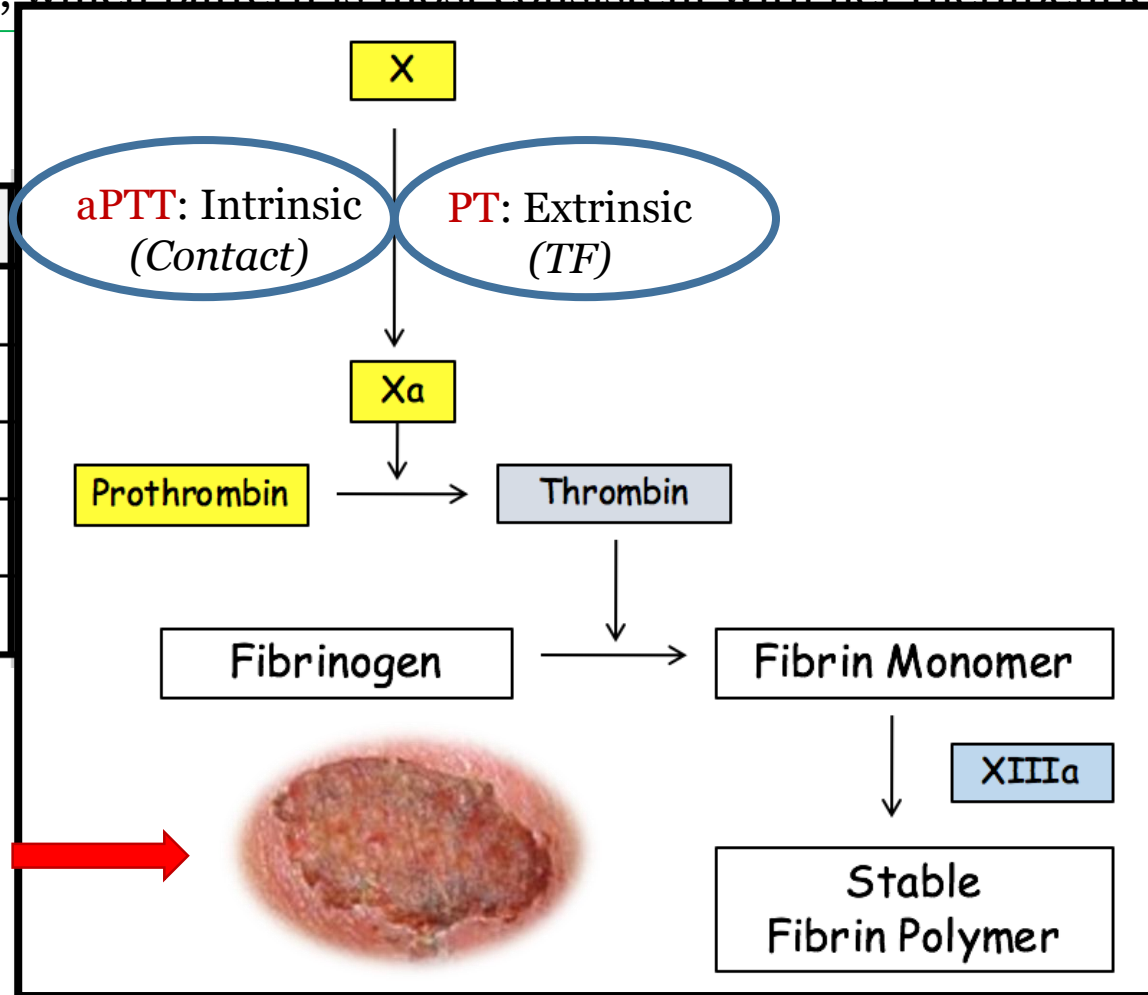 X
aPTT: Intrinsic
(Contact)
PT: Extrinsic
(TF)
Xa
Prothrombin
Thrombin
Fibrinogen
Fibrin Monomer
XIIIa
Stable
Fibrin Polymer